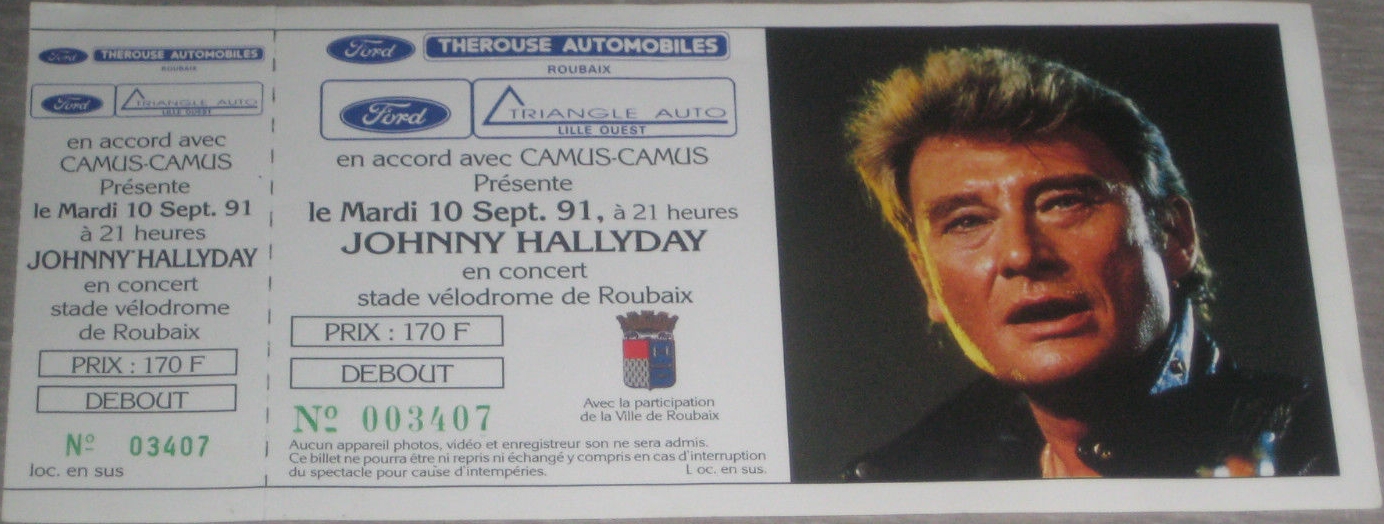 Ford THEROUSE AUTOMOBILES
ROUBAIX
Ford TRIANGLE AUTO
LILLE OUEST
en accord avec
CAMUS-CAMUS
Présente
le Mardi 10 Sept. 91
à 21 heures
JOHNNY HALLYDAY
en concert
stade vélodrome
de Roubaix
PRIX : 170 F
DEBOUT
Nº 03407
loc. en sus
Ford THEROUSE AUTOMOBILES
ROUBAIX
Ford TRIANGLE AUTO
LILLE OUEST
en accord avec CAMUS-CAMUS
Présente
le Mardi 10 Sept. 91, à 21 heures
JOHNNY HALLYDAY
en concert
stade vélodrome de Roubaix
PRIX : 170 F
DEBOUT
Nº 003407
Avec la participation
de la Ville de Roubaix
Aucun appareil photos, vidéo et enregistreur son ne sera admis.
Ce billet ne pourra être ni repris ni échangé y compris en cas d'interruption
du spectacle pour cause d'intempéries. Loc. en sus.